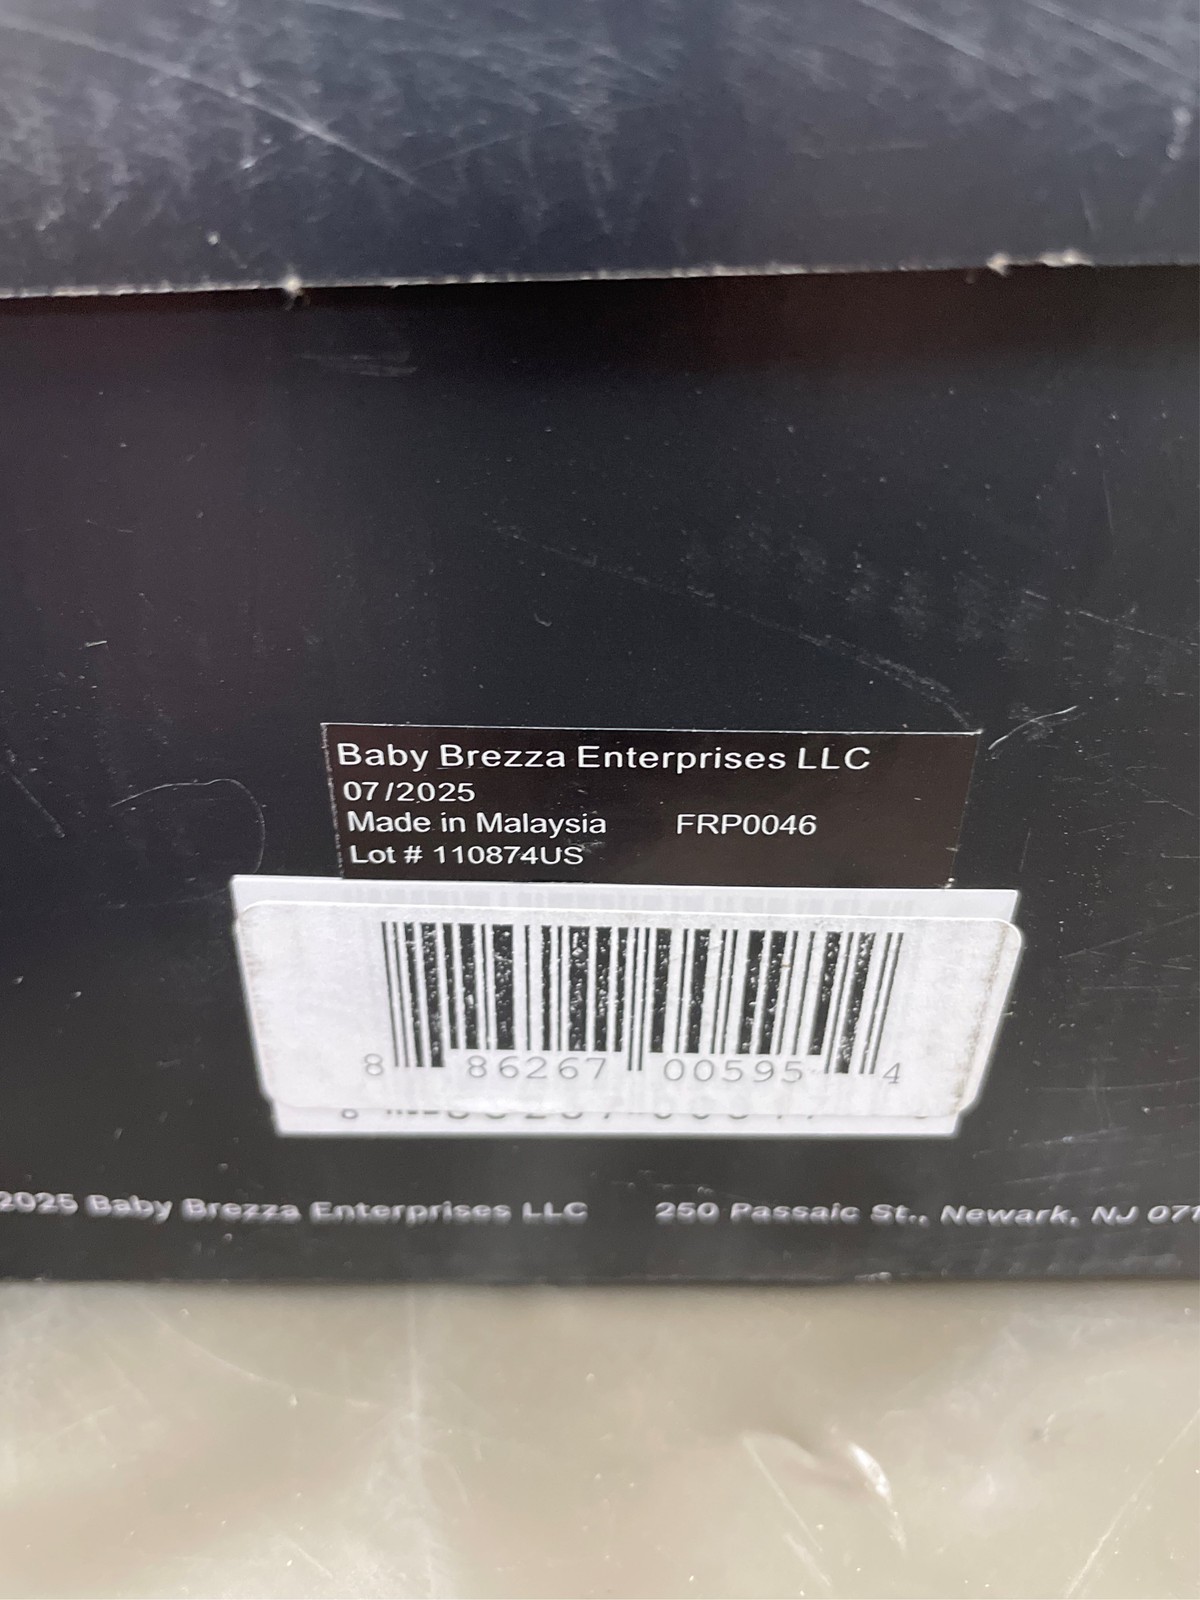 Baby Brezza Enterprises LLC
07/2025
Made in Malaysia FRP0046
Lot # 110874US
8 86267 00595 4
2025 Baby Brezza Enterprises LLC 250 Passaic St., Newark, NJ 071